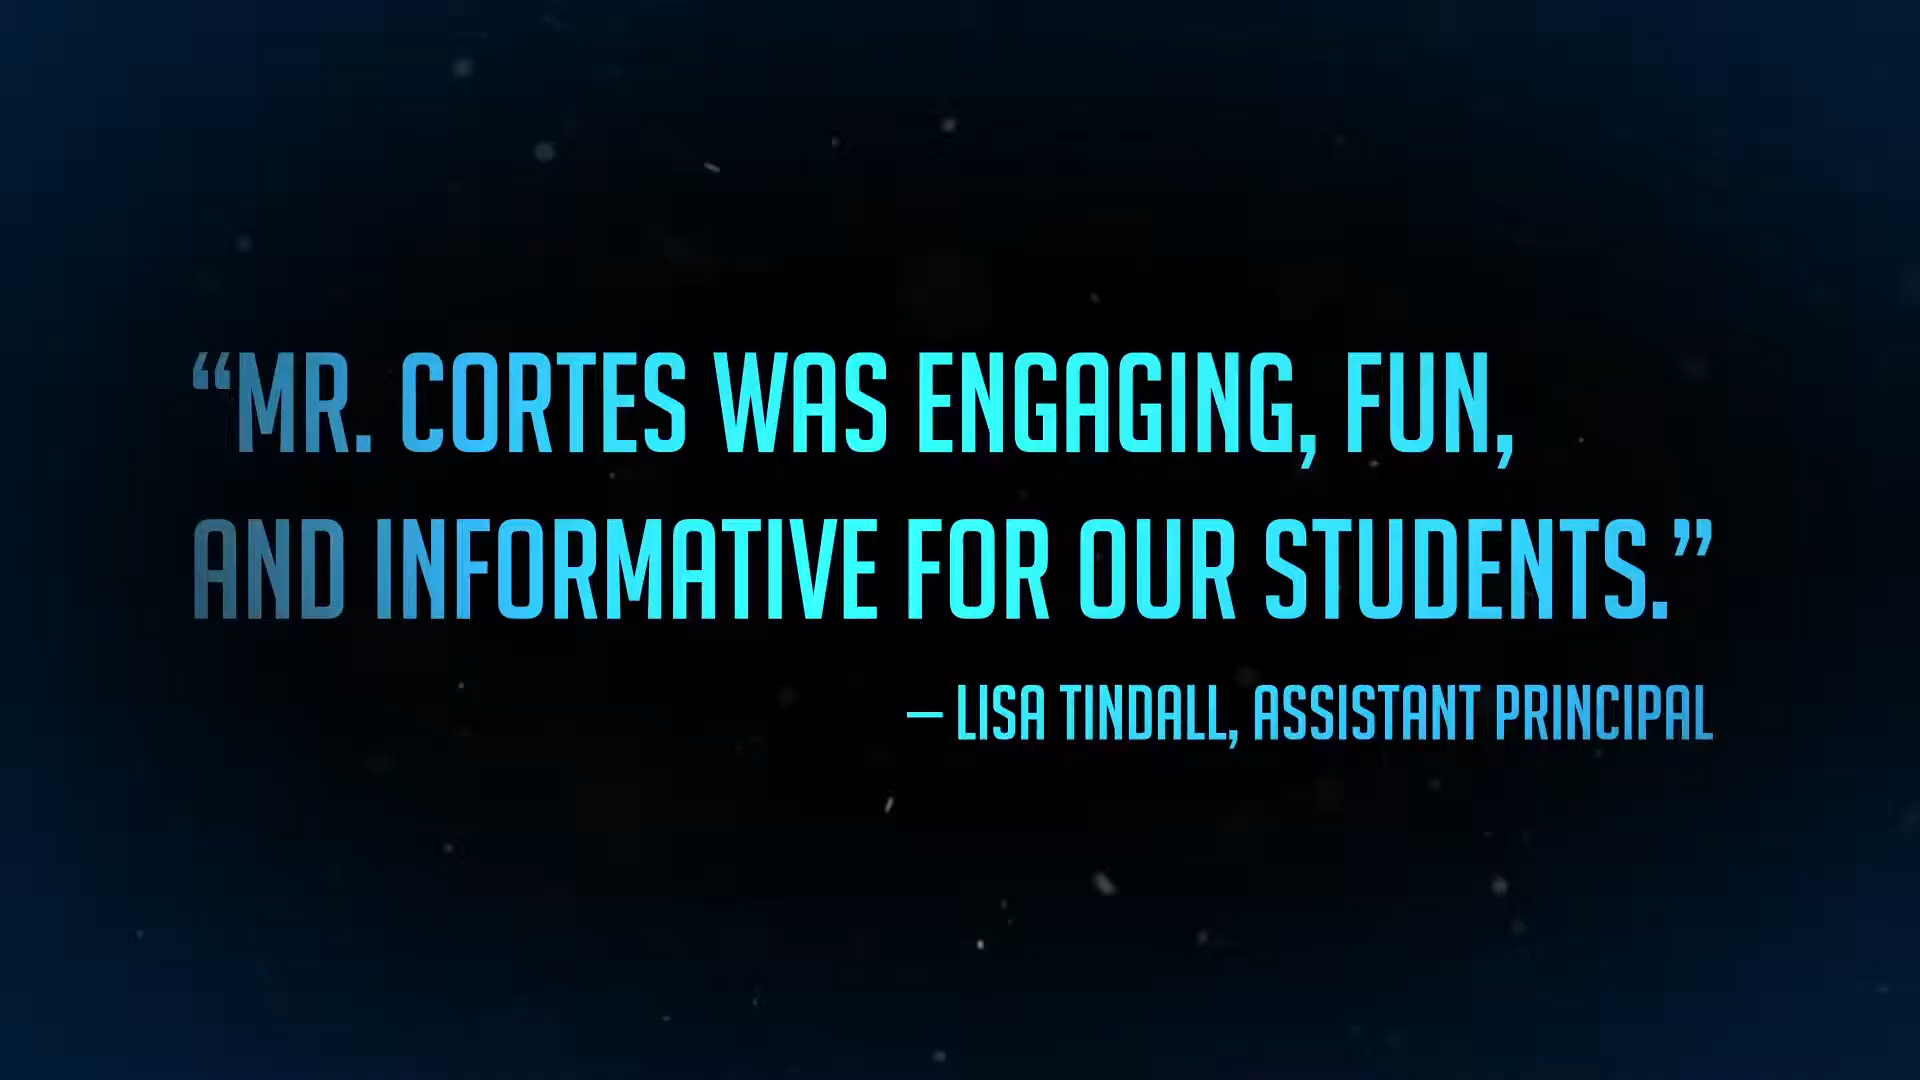 “MR. CORTES WAS ENGAGING, FUN,
AND INFORMATIVE FOR OUR STUDENTS.”
– LISA TINDALL, ASSISTANT PRINCIPAL